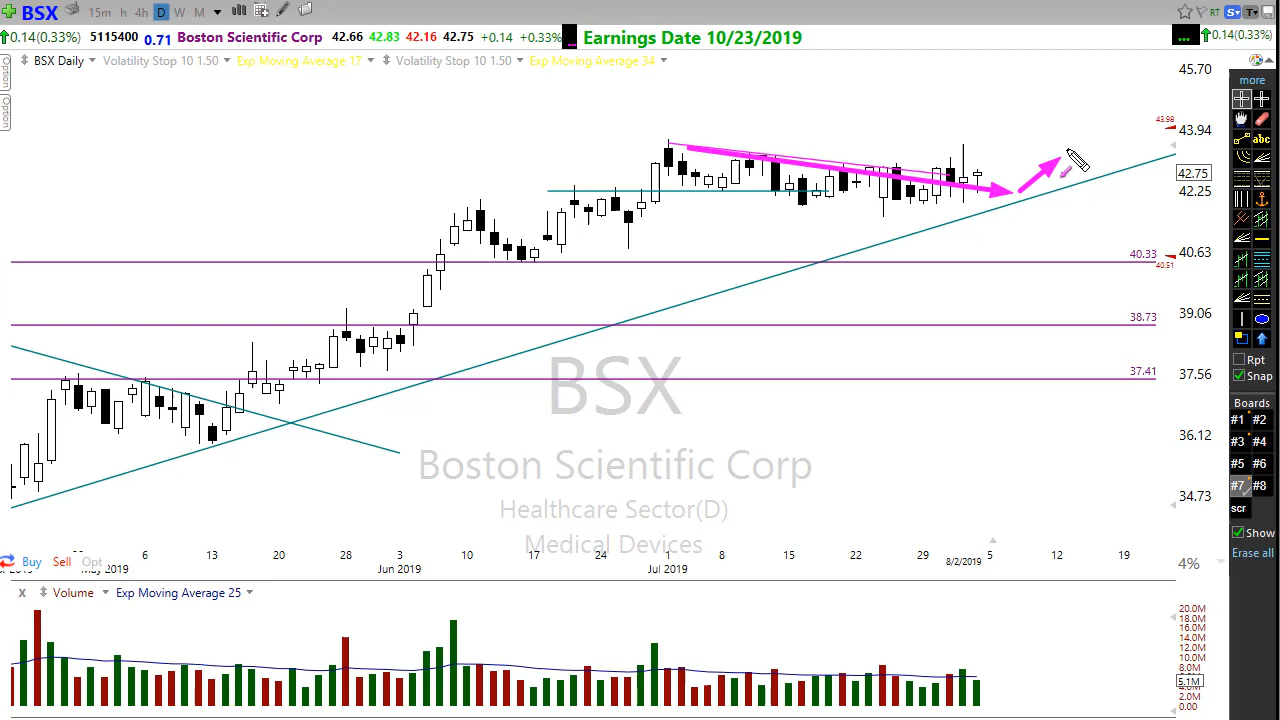 BSX 15m h 4h D W M RT S T
0.14(0.33%) 5115400 0.71 Boston Scientific Corp 42.66 42.83 42.16 42.75 +0.14 +0.33% ... Earnings Date 10/23/2019 ... 0.14(0.33%)
Option
Option
BSX Daily Volatility Stop 10 1.50 Exp Moving Average 17 Volatility Stop 10 1.50 Exp Moving Average 34
45.70
43.98
43.94
42.75
42.25
40.33
40.63
40.51
39.06
38.73
37.56
37.41
36.12
34.73
BSX
Boston Scientific Corp
Healthcare Sector(D)
Medical Devices
6 13 20 28 3 10 17 24 1 8 15 22 29 8/2/2019 5 12 19
May 2019 Jun 2019 Jul 2019
Buy Sell Opt
4%
X Volume Exp Moving Average 25
20.0M
18.0M
16.0M
14.0M
12.0M
10.0M
8.0M
5.1M
4.0M
2.0M
0.00
more
abc
Rpt
Snap
Boards
#1 #2
#3 #4
#5 #6
#7 #8
scr
Show
Erase all